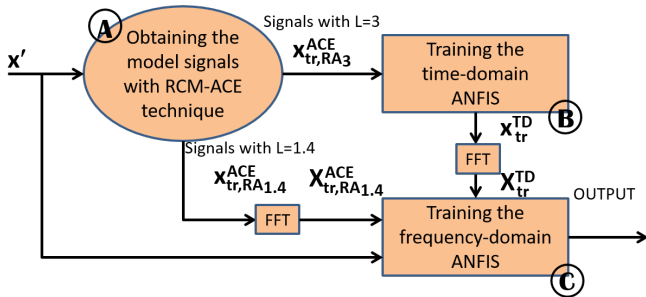 A
Signals with L=3
x′
Obtaining the
model signals
with RCM-ACE
technique
x^ACE_tr,RA3
Training the
time-domain
ANFIS
B
x^TD_tr
Signals with L=1.4
FFT
x^ACE_tr,RA1.4
X^ACE_tr,RA1.4
X^TD_tr
OUTPUT
FFT
Training the
frequency-domain
ANFIS
C